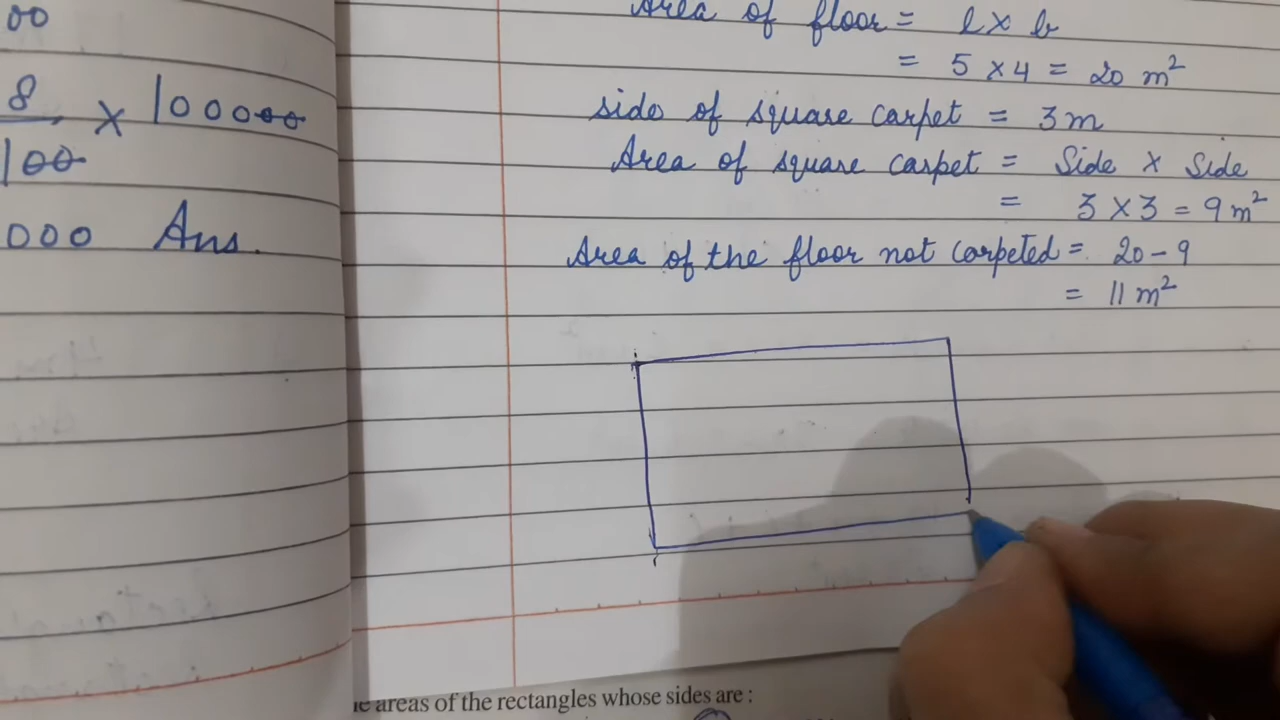 00
8
— × 100000
100
000 Ans.
Area of floor = l × b
= 5 × 4 = 20 m²
side of square carpet = 3 m
Area of square carpet = Side × Side
= 3 × 3 = 9 m²
Area of the floor not carpeted = 20 - 9
= 11 m²
areas of the rectangles whose sides are :